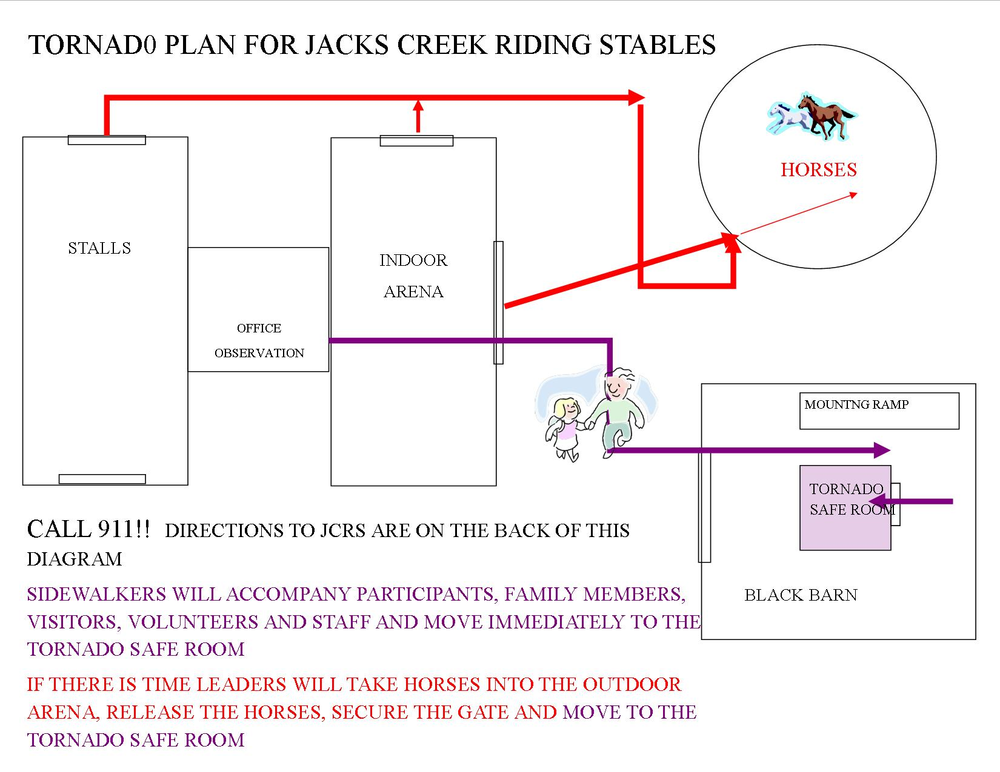 TORNAD0 PLAN FOR JACKS CREEK RIDING STABLES
HORSES
STALLS
INDOOR
ARENA
OFFICE
OBSERVATION
MOUNTNG RAMP
TORNADO
SAFE ROOM
BLACK BARN
CALL 911!! DIRECTIONS TO JCRS ARE ON THE BACK OF THIS
DIAGRAM
SIDEWALKERS WILL ACCOMPANY PARTICIPANTS, FAMILY MEMBERS,
VISITORS, VOLUNTEERS AND STAFF AND MOVE IMMEDIATELY TO THE
TORNADO SAFE ROOM
IF THERE IS TIME LEADERS WILL TAKE HORSES INTO THE OUTDOOR
ARENA, RELEASE THE HORSES, SECURE THE GATE AND MOVE TO THE
TORNADO SAFE ROOM